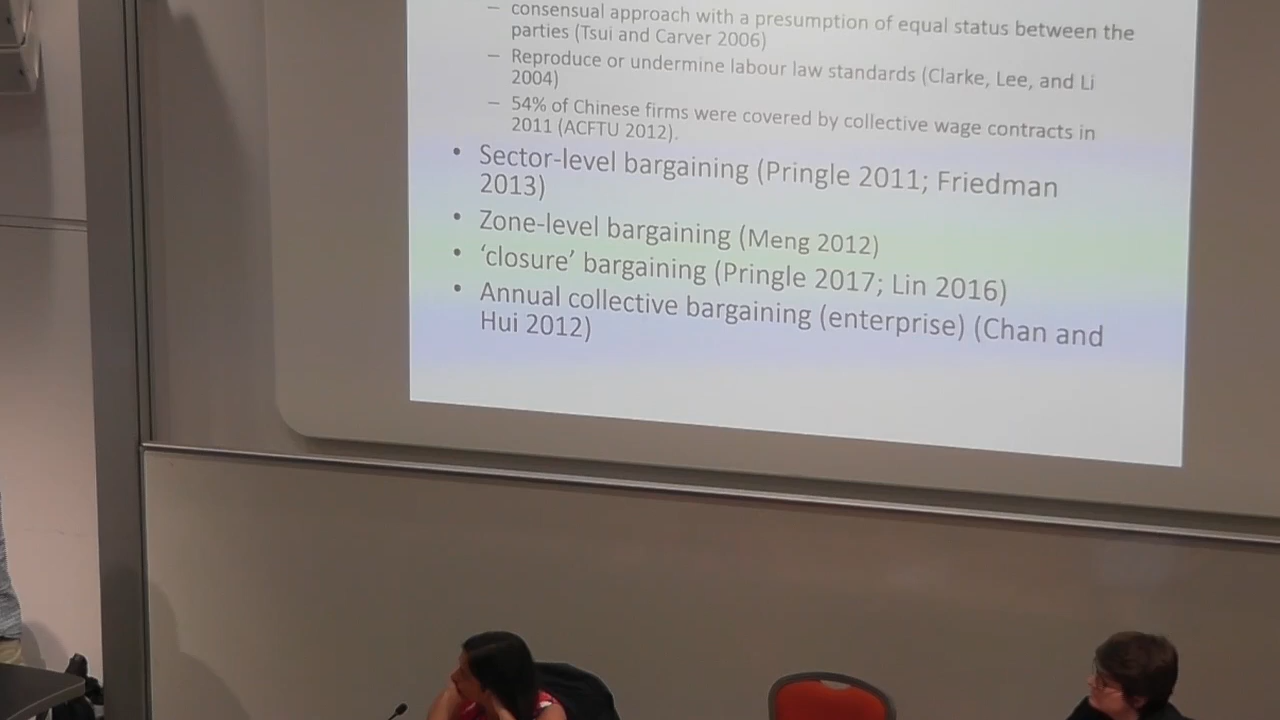 – consensual approach with a presumption of equal status between the
parties (Tsui and Carver 2006)
– Reproduce or undermine labour law standards (Clarke, Lee, and Li
2004)
– 54% of Chinese firms were covered by collective wage contracts in
2011 (ACFTU 2012).
• Sector-level bargaining (Pringle 2011; Friedman
2013)
• Zone-level bargaining (Meng 2012)
• ‘closure’ bargaining (Pringle 2017; Lin 2016)
• Annual collective bargaining (enterprise) (Chan and
Hui 2012)